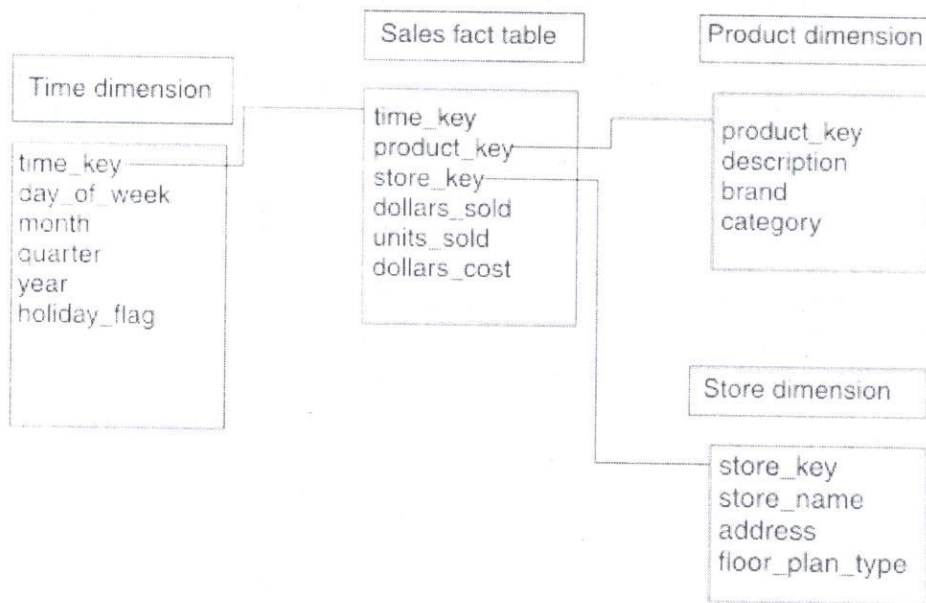 Time dimension
time_key
day_of_week
month
quarter
year
holiday_flag
Sales fact table
time_key
product_key
store_key
dollars_sold
units_sold
dollars_cost
Product dimension
product_key
description
brand
category
Store dimension
store_key
store_name
address
floor_plan_type